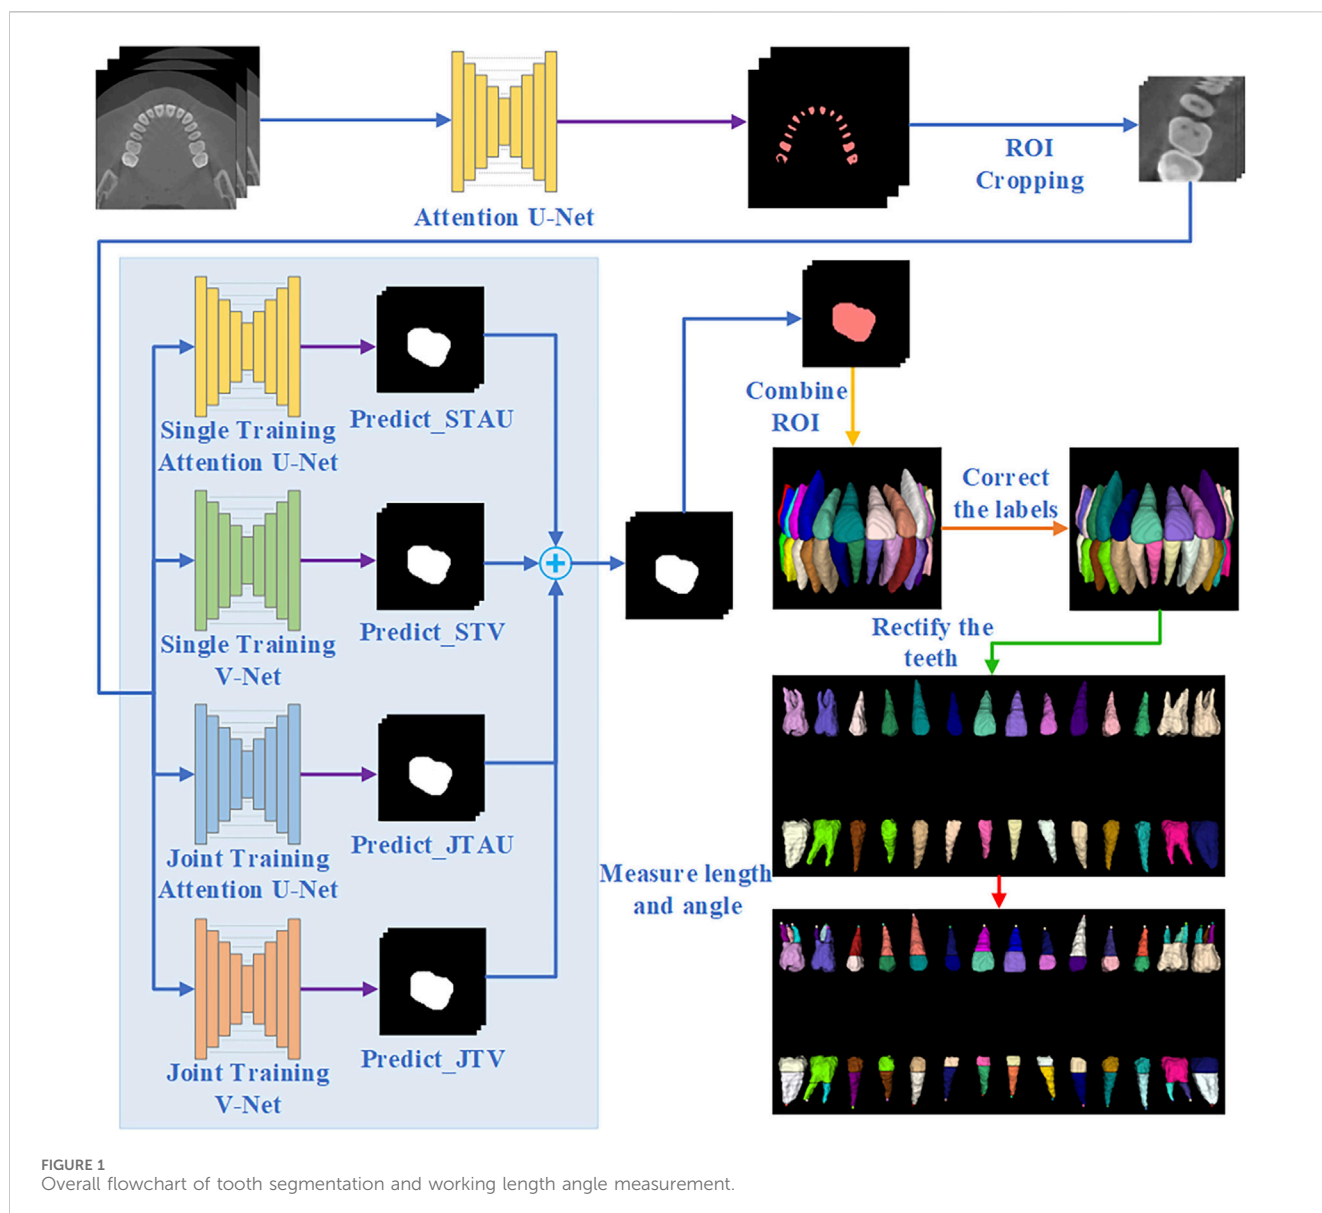 Attention U-Net
ROI
Cropping
Single Training
Attention U-Net
Predict_STAU
Combine
ROI
Correct
the labels
Single Training
V-Net
Predict_STV
+
Rectify the
teeth
Joint Training
Attention U-Net
Predict_JTAU
Measure length
and angle
Joint Training
V-Net
Predict_JTV
FIGURE 1
Overall flowchart of tooth segmentation and working length angle measurement.